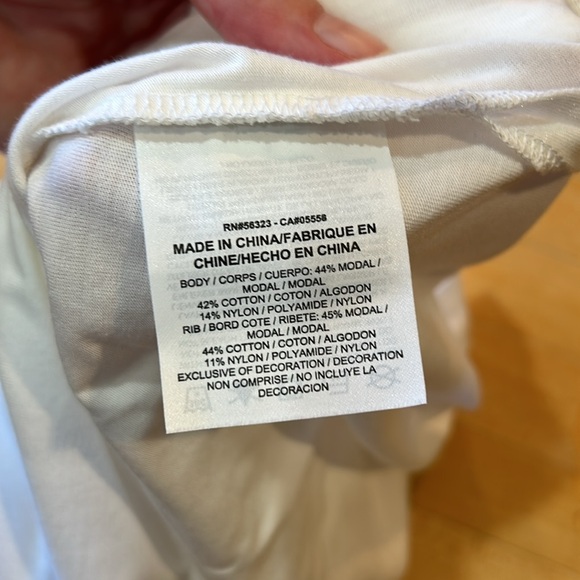 RN#56323 - CA#05558
MADE IN CHINA/FABRIQUE EN
CHINE/HECHO EN CHINA
BODY / CORPS / CUERPO: 44% MODAL /
MODAL / MODAL
42% COTTON / COTON / ALGODON
14% NYLON / POLYAMIDE / NYLON
RIB / BORD COTE / RIBETE: 45% MODAL /
MODAL / MODAL
44% COTTON / COTON / ALGODON
11% NYLON / POLYAMIDE / NYLON
EXCLUSIVE OF DECORATION / DECORATION
NON COMPRISE / NO INCLUYE LA
DECORACION